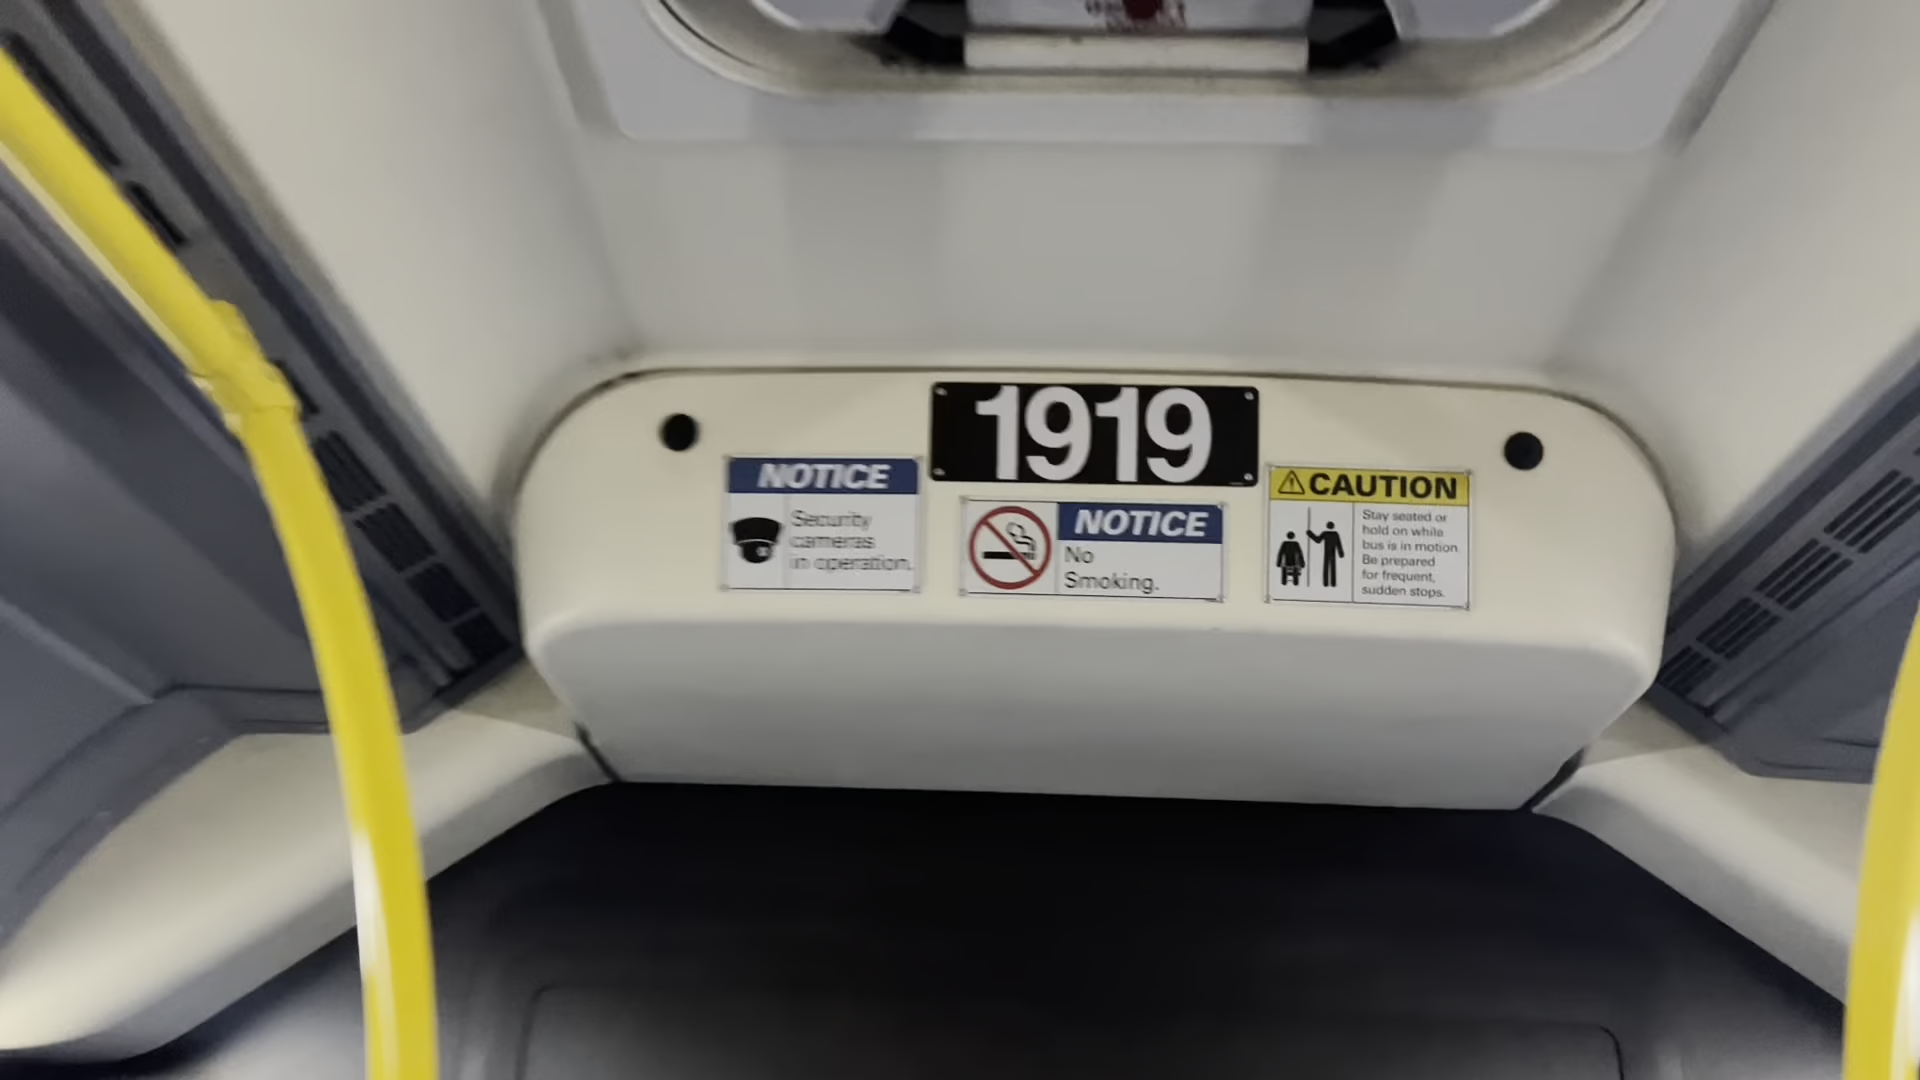 1919
NOTICE
Security
cameras
in operation.
NOTICE
No
Smoking.
CAUTION
Stay seated or
hold on while
bus is in motion.
Be prepared
for frequent,
sudden stops.